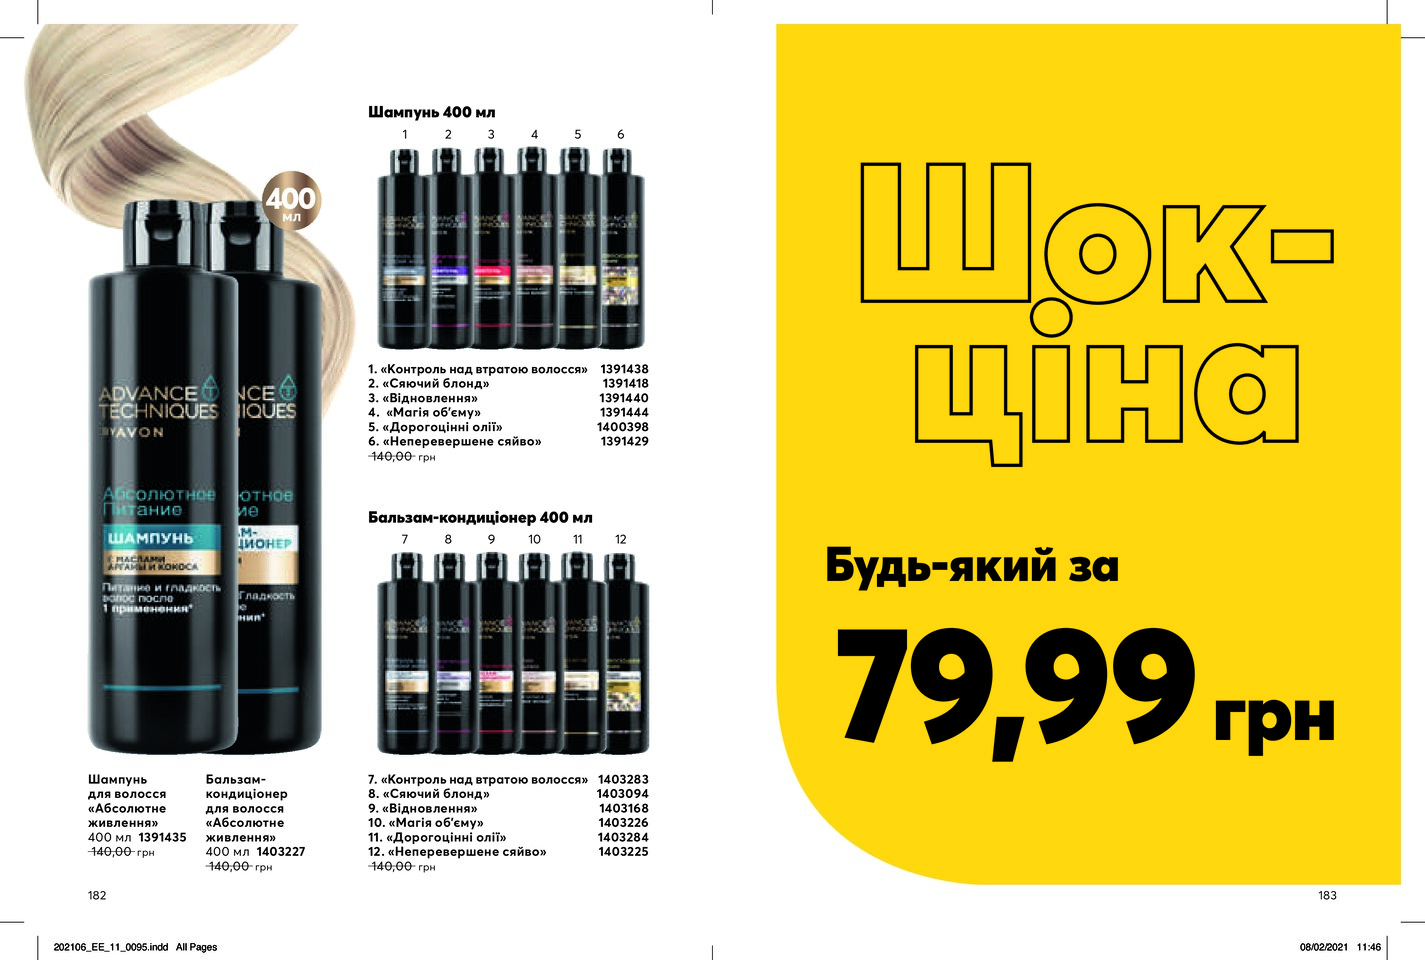 400
мл
ADVANCE
TECHNIQUES
BY AVON
Абсолютное
Питание
ШАМПУНЬ
С МАСЛАМИ
АРГАНЫ И КОКОСА
Питание и гладкость
волос после
1 применения*
Шампунь
для волосся
«Абсолютне
живлення»
400 мл 1391435
140,00 грн
Бальзам-
кондиціонер
для волосся
«Абсолютне
живлення»
400 мл 1403227
140,00 грн
182
Шампунь 400 мл
1 2 3 4 5 6
1. «Контроль над втратою волосся» 1391438
2. «Сяючий блонд» 1391418
3. «Відновлення» 1391440
4. «Магія об’єму» 1391444
5. «Дорогоцінні олії» 1400398
6. «Неперевершене сяйво» 1391429
140,00 грн
Бальзам-кондиціонер 400 мл
7 8 9 10 11 12
7. «Контроль над втратою волосся» 1403283
8. «Сяючий блонд» 1403094
9. «Відновлення» 1403168
10. «Магія об’єму» 1403226
11. «Дорогоцінні олії» 1403284
12. «Неперевершене сяйво» 1403225
140,00 грн
Шок-
ціна
Будь-який за
79,99 грн
183
202106_EE_11_0095.indd All Pages
08/02/2021 11:46